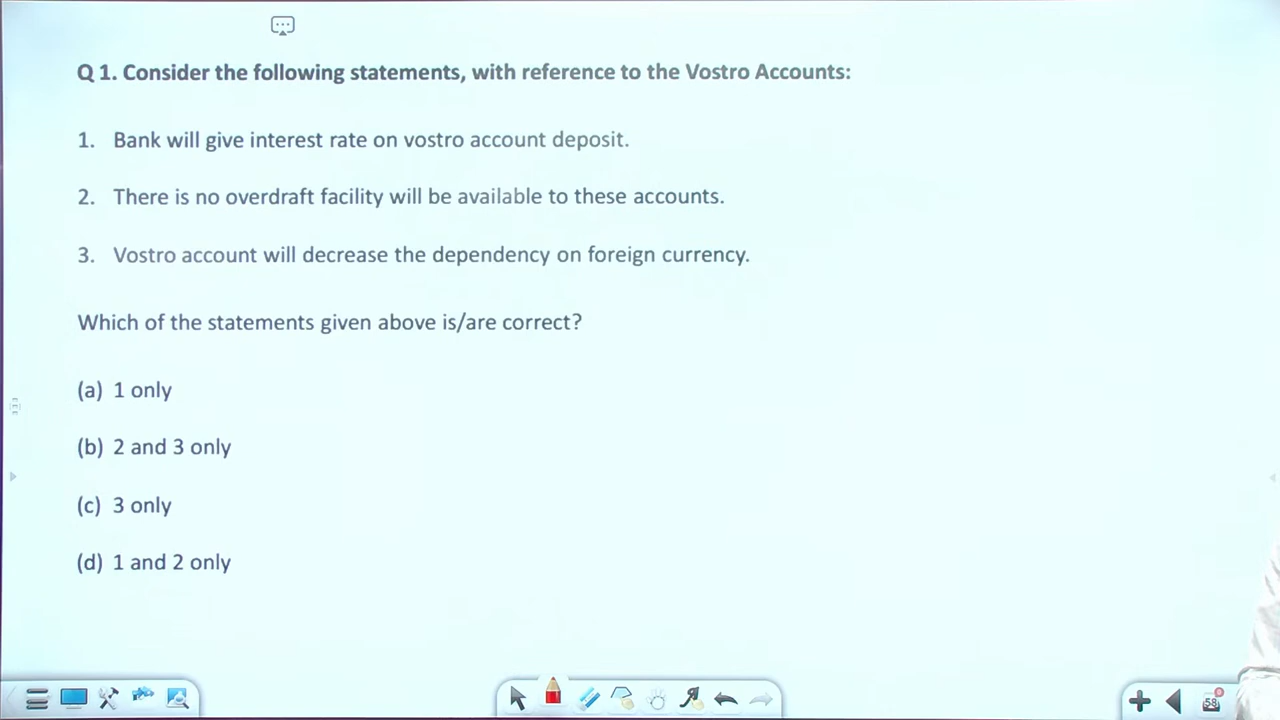 Q 1. Consider the following statements, with reference to the Vostro Accounts:
1. Bank will give interest rate on vostro account deposit.
2. There is no overdraft facility will be available to these accounts.
3. Vostro account will decrease the dependency on foreign currency.
Which of the statements given above is/are correct?
(a) 1 only
(b) 2 and 3 only
(c) 3 only
(d) 1 and 2 only
58